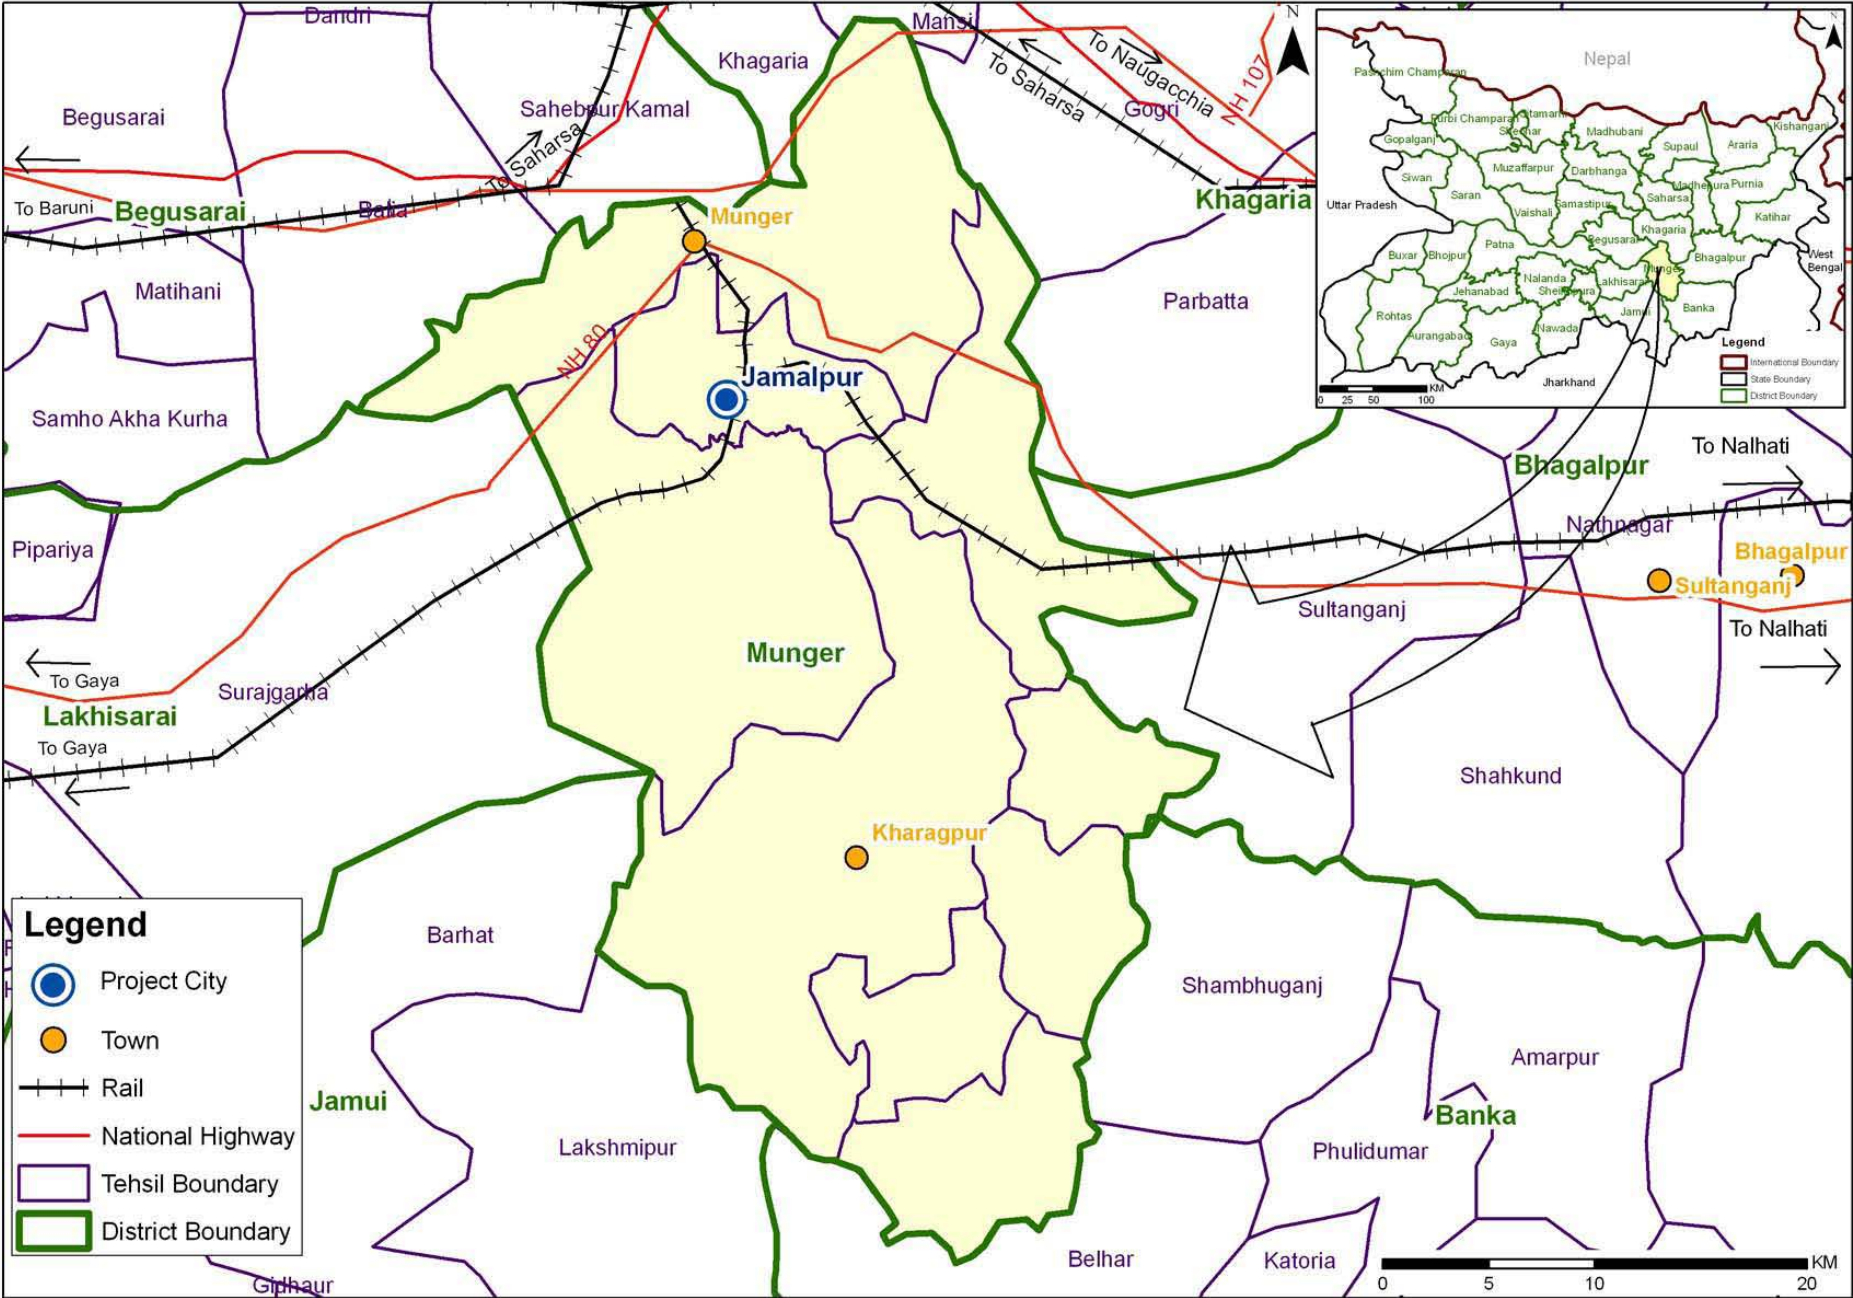 Dandri
Mansi
N
Khagaria
To Naugacchia
To Saharsa
NH 107
Begusarai
Sahebpur Kamal
Gogri
To Saharsa
To Baruni
Begusarai
Balia
Munger
Khagaria
Matihani
Parbatta
NH 80
Jamalpur
Samho Akha Kurha
To Nalhati
Bhagalpur
Nathnagar
Pipariya
Bhagalpur
Sultanganj
Sultanganj
To Nalhati
Munger
To Gaya
Surajgarha
Lakhisarai
To Gaya
Shahkund
Kharagpur
Barhat
Shambhuganj
Amarpur
Jamui
Banka
Lakshmipur
Phulidumar
Belhar
Katoria
Gidhaur
KM
0 5 10 20
Legend
Project City
Town
Rail
National Highway
Tehsil Boundary
District Boundary
Nepal
Pashchim Champaran
Purbi Champaran
Gopalganj
Madhubani
Kishanganj
Supaul
Araria
Siwan
Muzaffarpur
Darbhanga
Madhepura
Purnia
Saran
Saharsa
Uttar Pradesh
Vaishali
Samastipur
Katihar
Khagaria
Begusarai
Patna
Buxar
Bhojpur
Bhagalpur
West
Bengal
Munger
Nalanda
Lakhisarai
Jehanabad
Sheikhpura
Banka
Rohtas
Jamui
Nawada
Aurangabad
Gaya
Jharkhand
KM
0 25 50 100
Legend
International Boundary
State Boundary
District Boundary